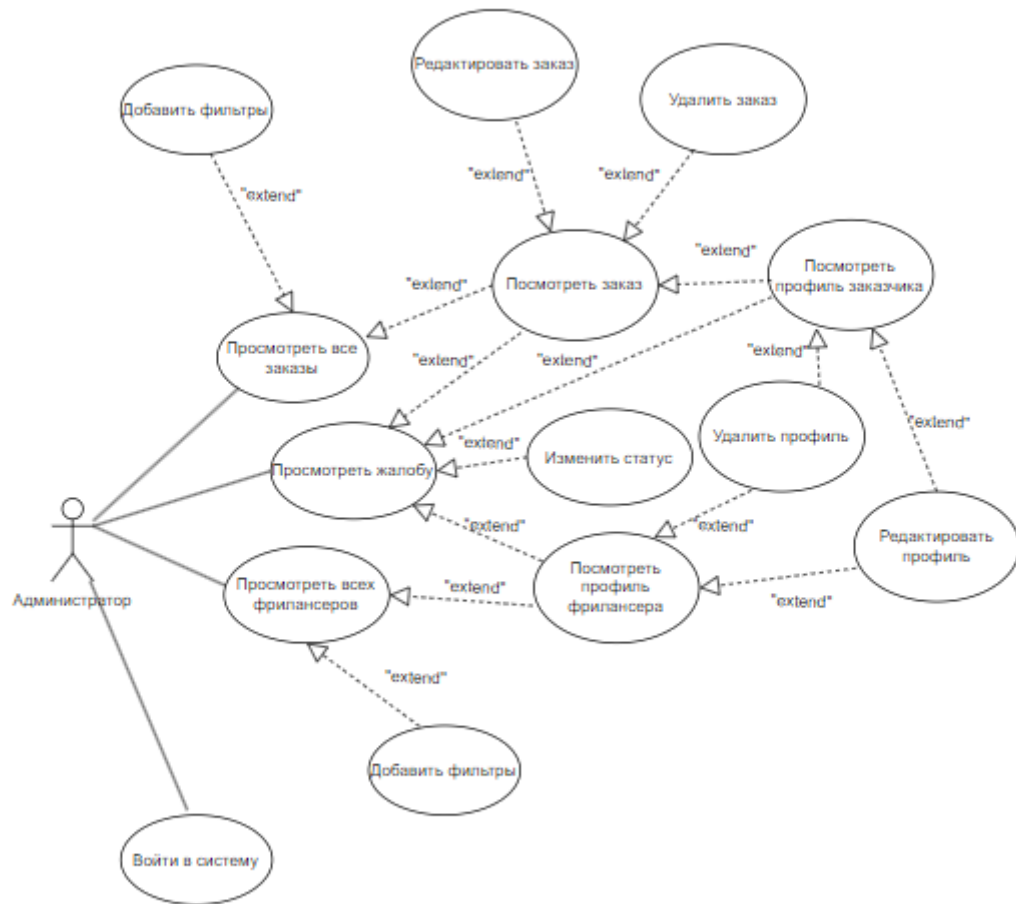 Редактировать заказ
Удалить заказ
Добавить фильтры
"extend"
"extend"
"extend"
Посмотреть
профиль заказчика
"extend"
Посмотреть заказ
"extend"
Просмотреть все
заказы
"extend"
"extend"
"extend"
Удалить профиль
"extend"
Изменить статус
Просмотреть жалобу
"extend"
"extend"
Редактировать
профиль
Посмотреть
профиль
фрилансера
Просмотреть всех
фрилансеров
"extend"
"extend"
Администратор
"extend"
Добавить фильтры
Войти в систему